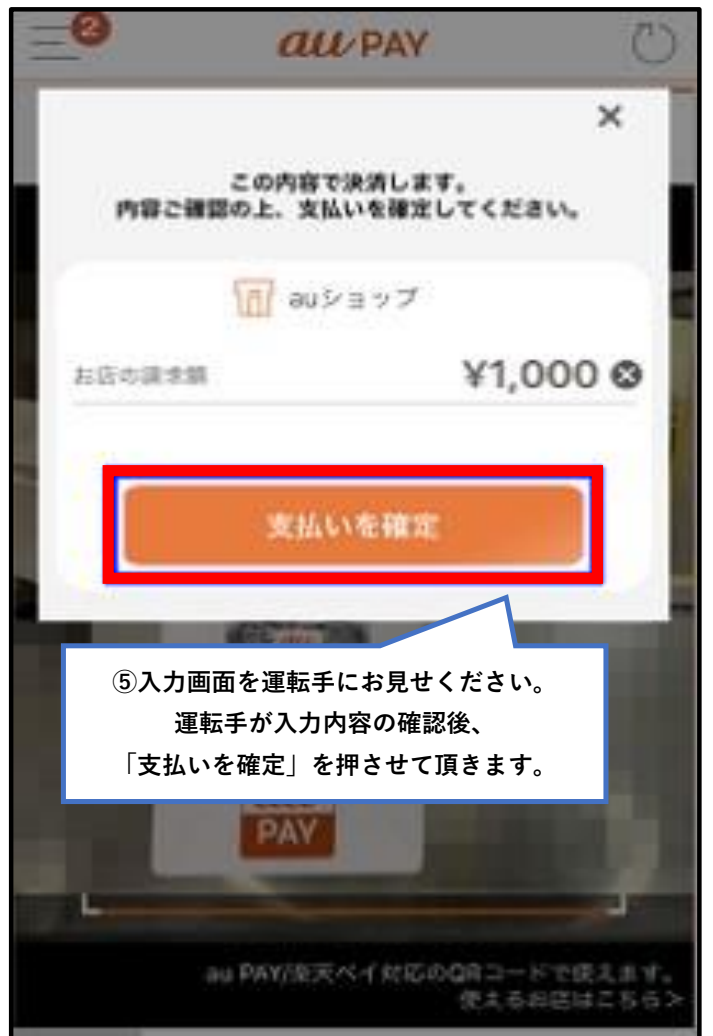 2
au PAY
×
この内容で決済します。
内容ご確認の上、支払いを確定してください。
auショップ
お店の請求額
¥1,000
支払いを確定
⑤入力画面を運転手にお見せください。
運転手が入力内容の確認後、
「支払いを確定」を押させて頂きます。
au
PAY
au PAY/楽天ペイ対応のQRコードで使えます。
使えるお店はこちら>